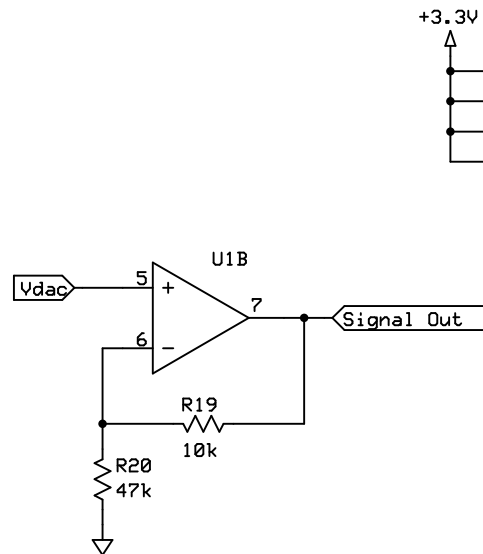 +3.3V
U1B
Vdac
5
+
7
Signal Out
6
−
R19
10k
R20
47k